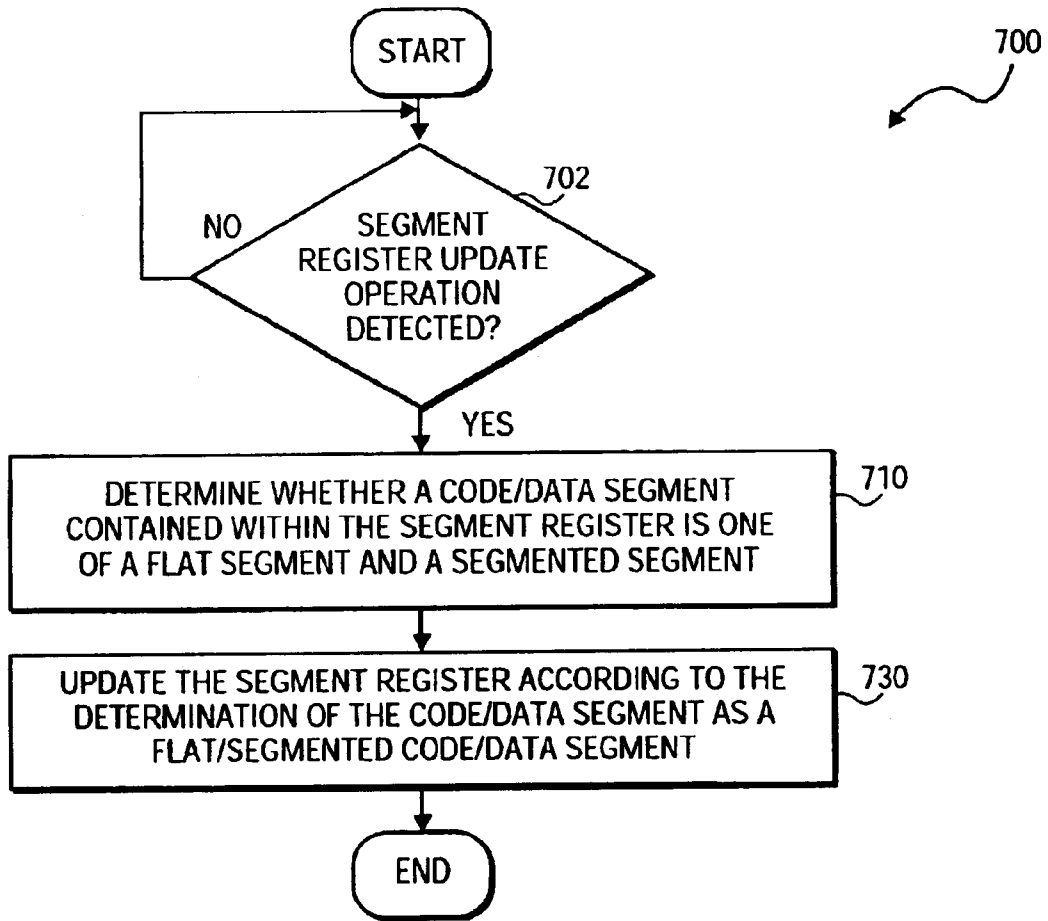 START
700
702
NO
SEGMENT
REGISTER UPDATE
OPERATION
DETECTED?
YES
DETERMINE WHETHER A CODE/DATA SEGMENT
CONTAINED WITHIN THE SEGMENT REGISTER IS ONE
OF A FLAT SEGMENT AND A SEGMENTED SEGMENT
710
UPDATE THE SEGMENT REGISTER ACCORDING TO THE
DETERMINATION OF THE CODE/DATA SEGMENT AS A
FLAT/SEGMENTED CODE/DATA SEGMENT
730
END